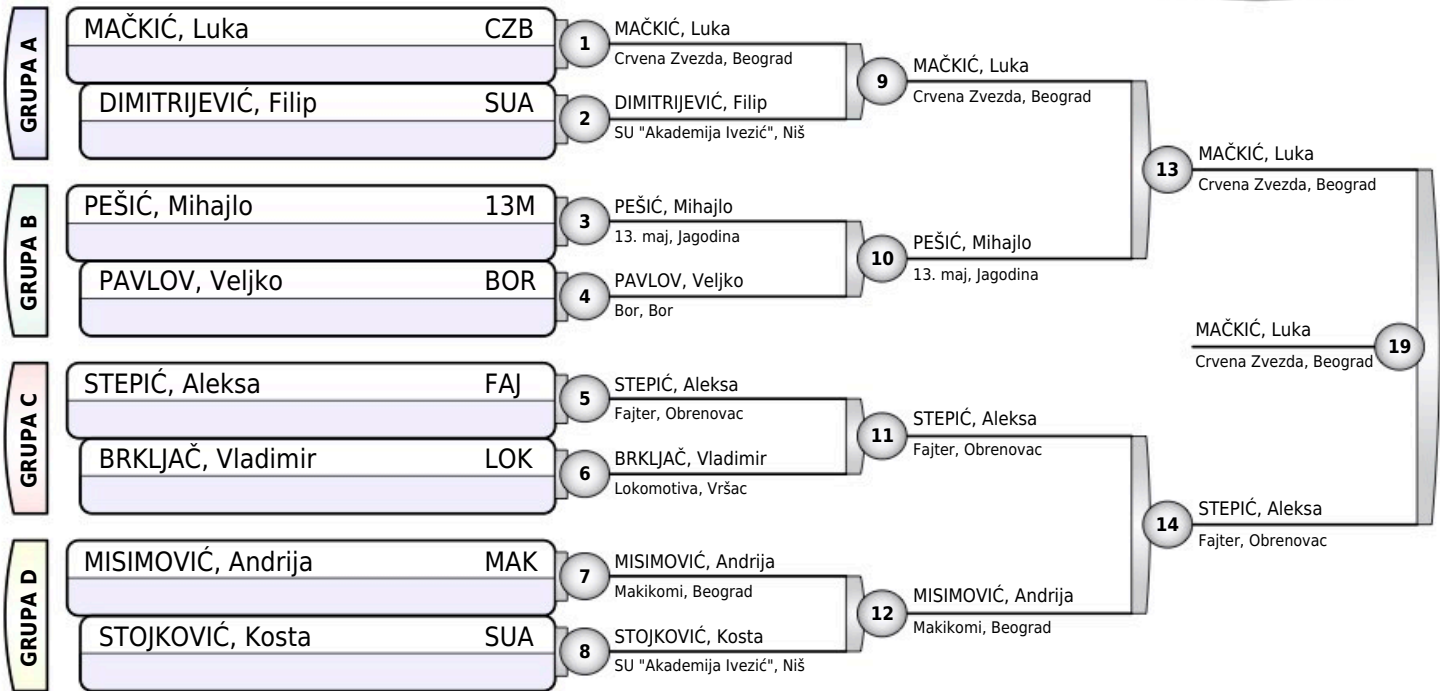 GRUPA A
MAČKIĆ, Luka CZB
DIMITRIJEVIĆ, Filip SUA
GRUPA B
PEŠIĆ, Mihajlo 13M
PAVLOV, Veljko BOR
GRUPA C
STEPIĆ, Aleksa FAJ
BRKLJAČ, Vladimir LOK
GRUPA D
MISIMOVIĆ, Andrija MAK
STOJKOVIĆ, Kosta SUA
1
MAČKIĆ, Luka
Crvena Zvezda, Beograd
2
DIMITRIJEVIĆ, Filip
SU "Akademija Ivezić", Niš
3
PEŠIĆ, Mihajlo
13. maj, Jagodina
4
PAVLOV, Veljko
Bor, Bor
5
STEPIĆ, Aleksa
Fajter, Obrenovac
6
BRKLJAČ, Vladimir
Lokomotiva, Vršac
7
MISIMOVIĆ, Andrija
Makikomi, Beograd
8
STOJKOVIĆ, Kosta
SU "Akademija Ivezić", Niš
9
MAČKIĆ, Luka
Crvena Zvezda, Beograd
10
PEŠIĆ, Mihajlo
13. maj, Jagodina
11
STEPIĆ, Aleksa
Fajter, Obrenovac
12
MISIMOVIĆ, Andrija
Makikomi, Beograd
13
MAČKIĆ, Luka
Crvena Zvezda, Beograd
14
STEPIĆ, Aleksa
Fajter, Obrenovac
MAČKIĆ, Luka
Crvena Zvezda, Beograd
19